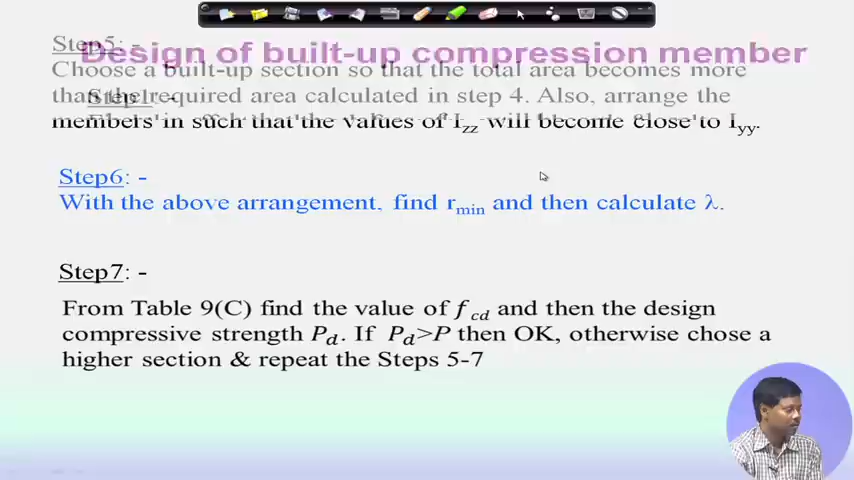 Design of built-up compression member
Step5: -
Choose a built-up section so that the total area becomes more
than the required area calculated in step 4. Also, arrange the
Step1: -
members in such that the values of Izz will become close to Iyy.
Step6: -
With the above arrangement, find rmin and then calculate λ.
Step7: -
From Table 9(C) find the value of fcd and then the design
compressive strength Pd. If Pd>P then OK, otherwise chose a
higher section & repeat the Steps 5-7